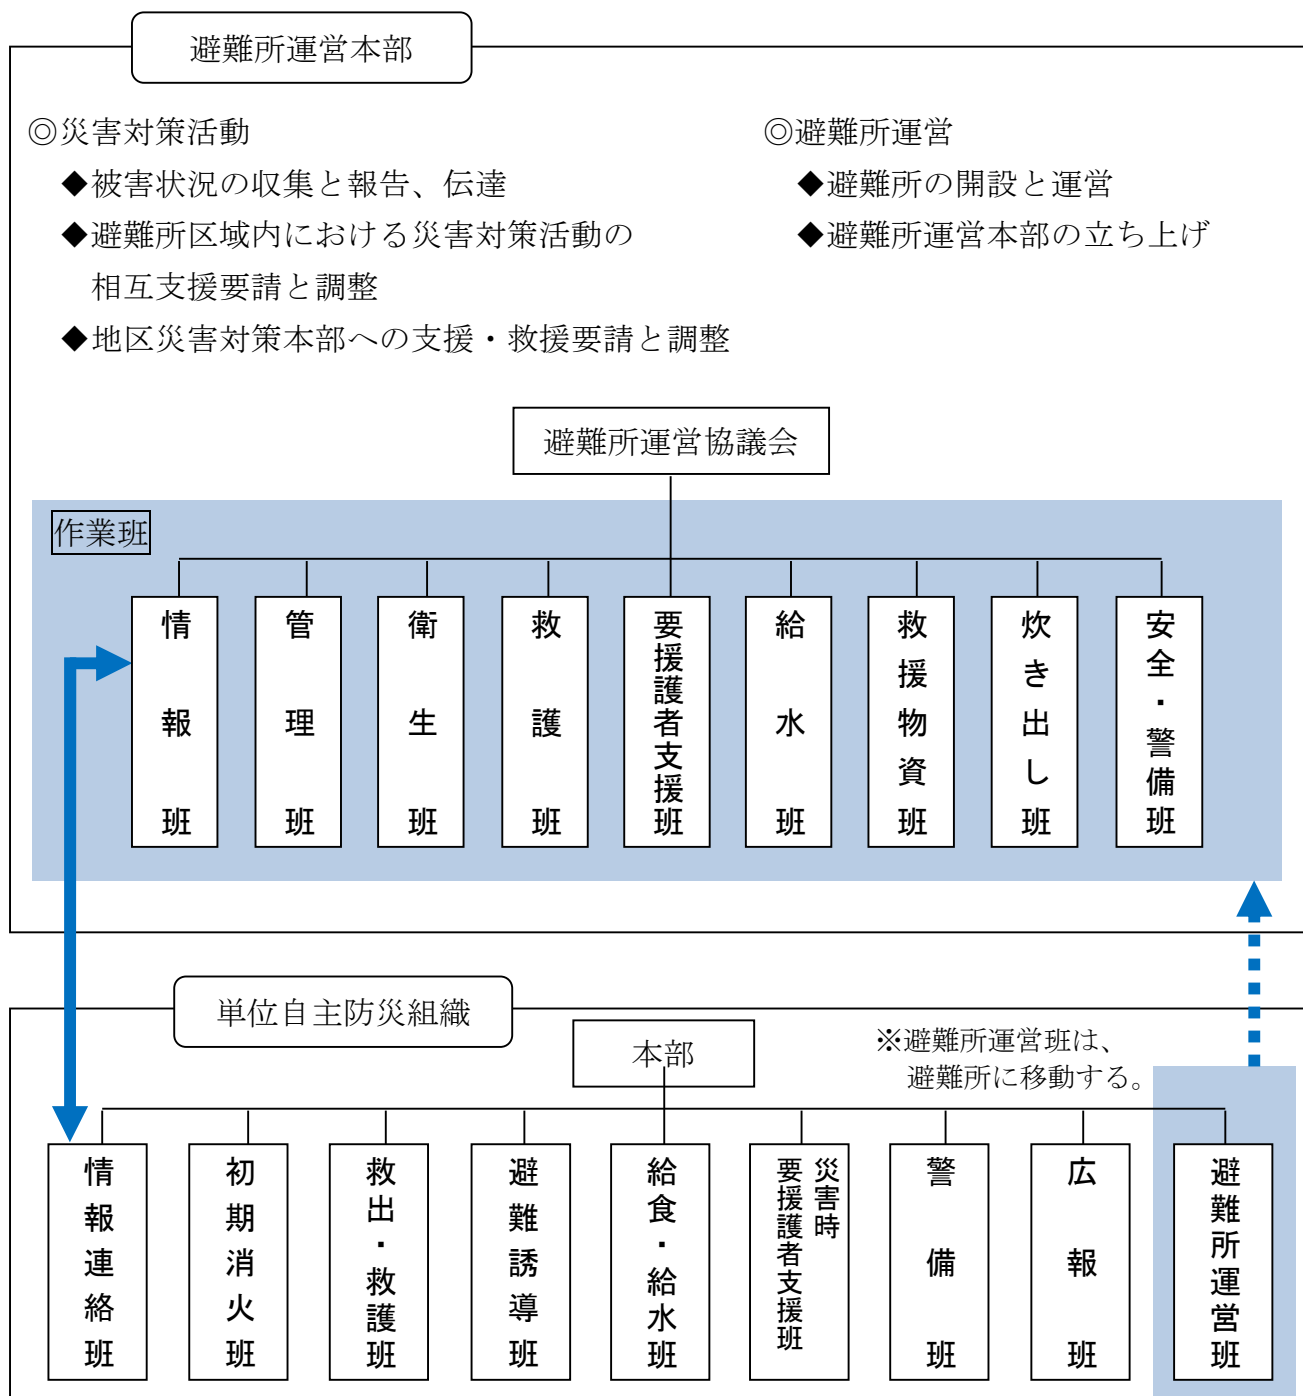 避難所運営本部
◎災害対策活動
◆被害状況の収集と報告、伝達
◆避難所区域内における災害対策活動の
相互支援要請と調整
◆地区災害対策本部への支援・救援要請と調整
◎避難所運営
◆避難所の開設と運営
◆避難所運営本部の立ち上げ
避難所運営協議会
作業班
情報班
管理班
衛生班
救護班
要援護者支援班
給水班
救援物資班
炊き出し班
安全・警備班
単位自主防災組織
本部
※避難所運営班は、
避難所に移動する。
情報連絡班
初期消火班
救出・救護班
避難誘導班
給食・給水班
災害時
要援護者支援班
警備班
広報班
避難所運営班